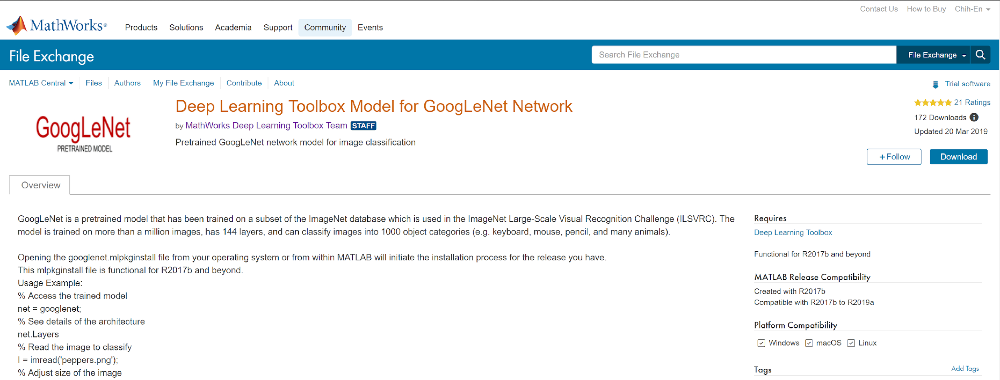 Contact Us How to Buy Chih-En
MathWorks® Products Solutions Academia Support Community Events
File Exchange Search File Exchange File Exchange
MATLAB Central Files Authors My File Exchange Contribute About Trial software
Deep Learning Toolbox Model for GoogLeNet Network
21 Ratings
GoogLeNet
PRETRAINED MODEL
by MathWorks Deep Learning Toolbox Team STAFF
172 Downloads
Pretrained GoogLeNet network model for image classification
Updated 20 Mar 2019
+Follow Download
Overview
GoogLeNet is a pretrained model that has been trained on a subset of the ImageNet database which is used in the ImageNet Large-Scale Visual Recognition Challenge (ILSVRC). The
model is trained on more than a million images, has 144 layers, and can classify images into 1000 object categories (e.g. keyboard, mouse, pencil, and many animals).
Opening the googlenet.mlpkginstall file from your operating system or from within MATLAB will initiate the installation process for the release you have.
This mlpkginstall file is functional for R2017b and beyond.
Usage Example:
% Access the trained model
net = googlenet;
% See details of the architecture
net.Layers
% Read the image to classify
I = imread('peppers.png');
% Adjust size of the image
Requires
Deep Learning Toolbox
Functional for R2017b and beyond
MATLAB Release Compatibility
Created with R2017b
Compatible with R2017b to R2019a
Platform Compatibility
Windows macOS Linux
Tags Add Tags